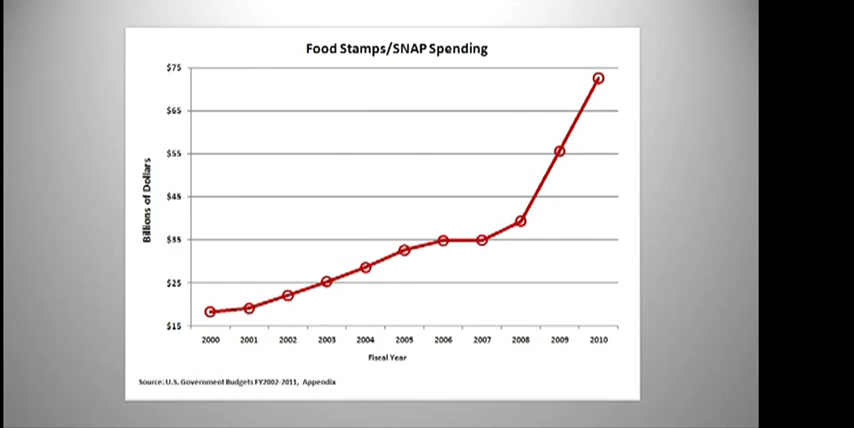 Food Stamps/SNAP Spending
$75
$65
$55
$45
$35
$25
$15
Billions of Dollars
2000 2001 2002 2003 2004 2005 2006 2007 2008 2009 2010
Fiscal Year
Source: U.S. Government Budgets FY2002-2011, Appendix